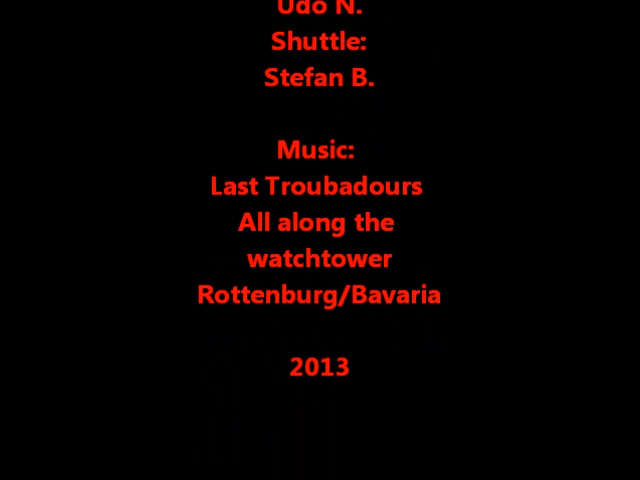 Udo N.
Shuttle:
Stefan B.
Music:
Last Troubadours
All along the
watchtower
Rottenburg/Bavaria
2013